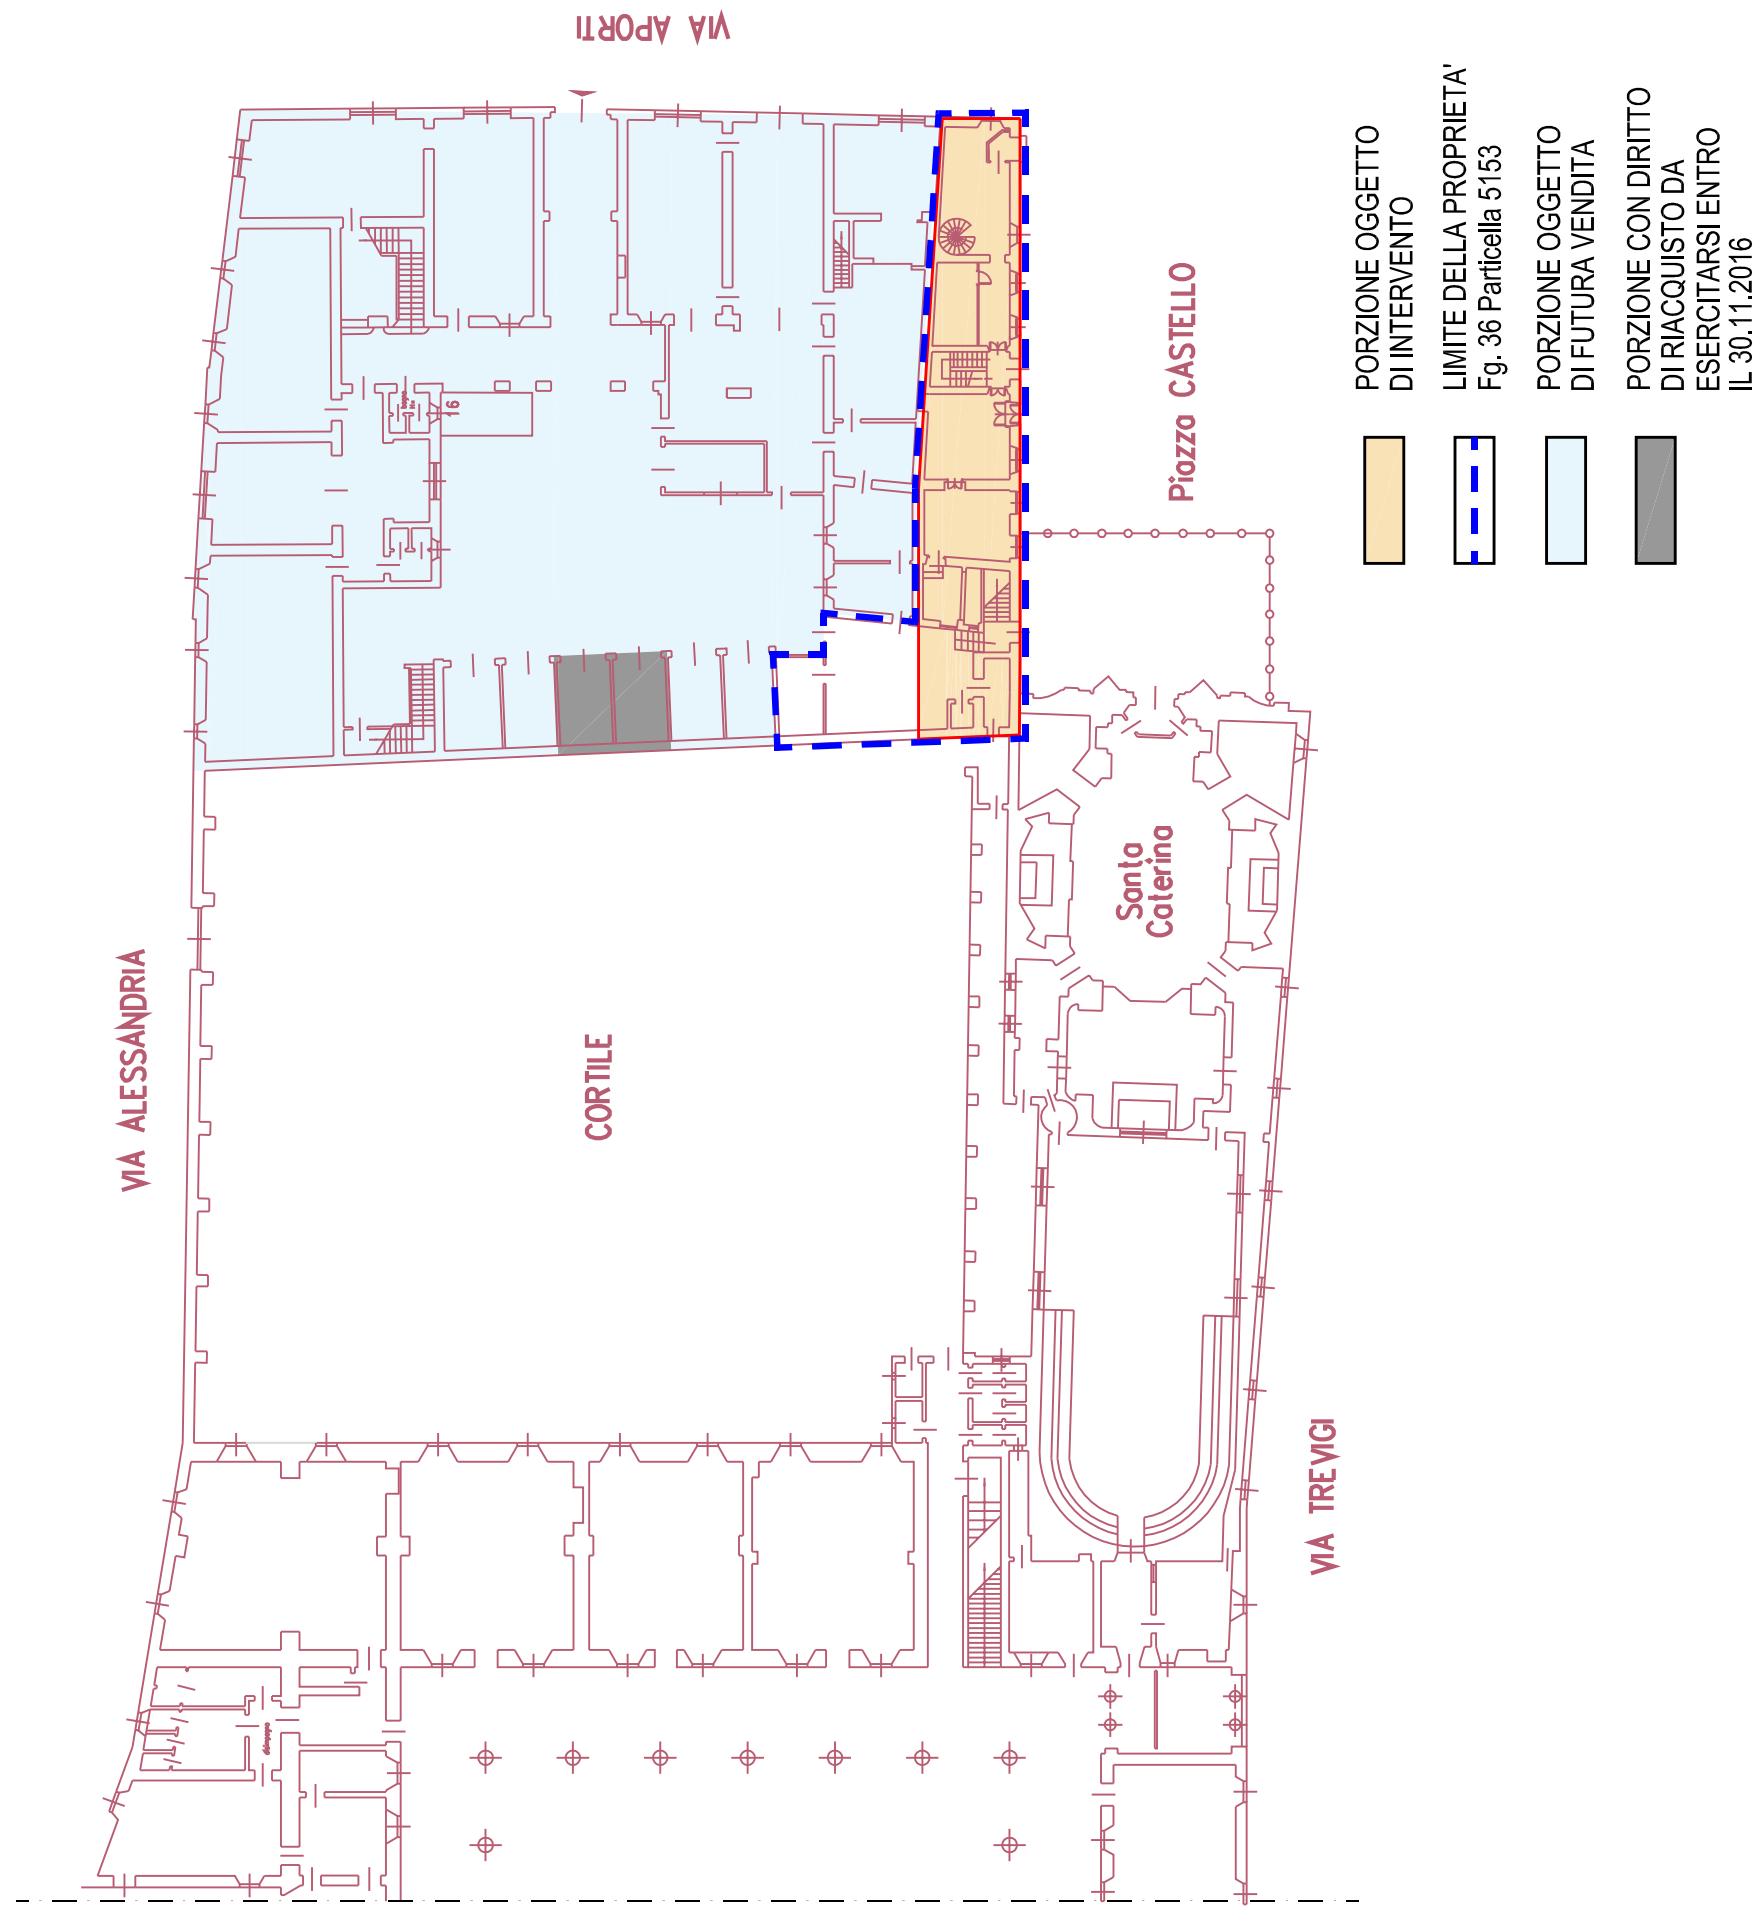 VIA APORTI
PORZIONE OGGETTO
DI INTERVENTO
LIMITE DELLA PROPRIETA'
Fg. 36 Particella 5153
PORZIONE OGGETTO
DI FUTURA VENDITA
PORZIONE CON DIRITTO
DI RIACQUISTO DA
ESERCITARSI ENTRO
IL 30.11.2016
Piazza CASTELLO
16
Santa
Caterina
VIA ALESSANDRIA
CORTILE
VIA TREVIGI